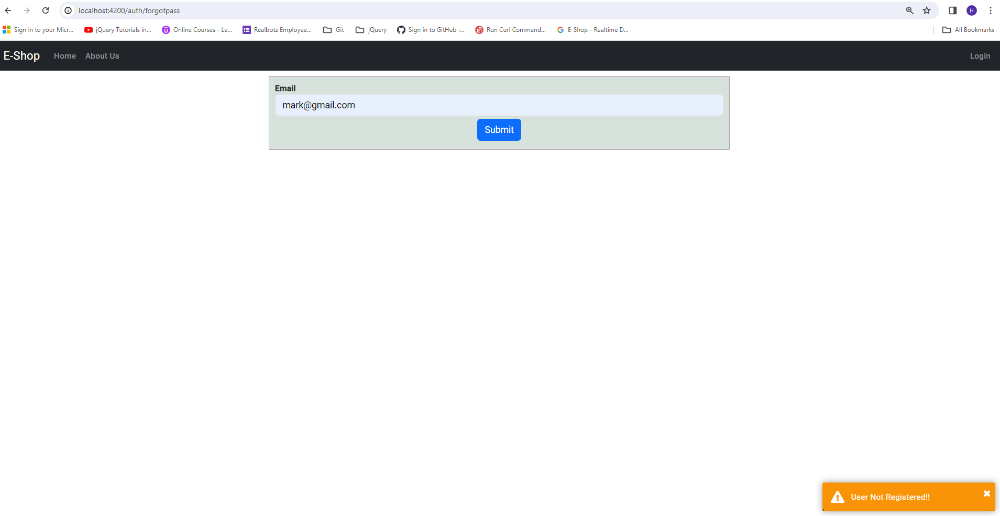 localhost:4200/auth/forgotpass
H
Sign in to your Micr... jQuery Tutorials in... Online Courses - Le... Realbotz Employee... Git jQuery Sign in to GitHub ·... Run Curl Command... E-Shop - Realtime D... All Bookmarks
E-Shop Home About Us Login
Email
mark@gmail.com
Submit
User Not Registered!!